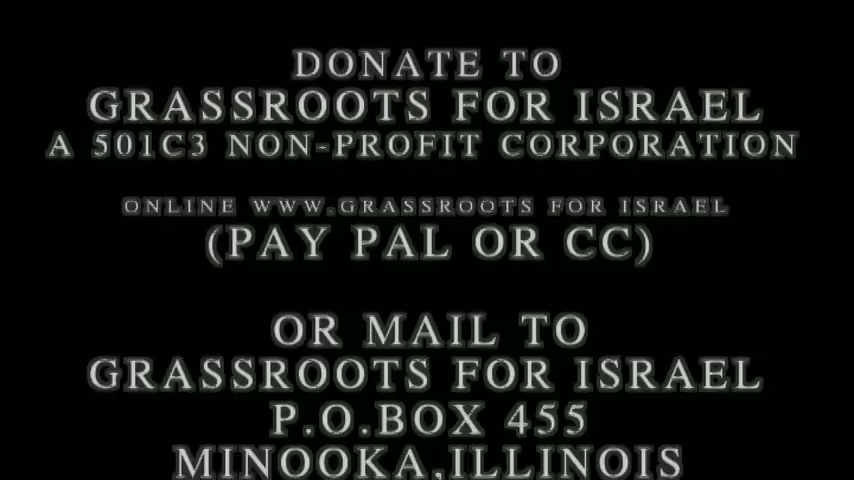 DONATE TO
GRASSROOTS FOR ISRAEL
A 501C3 NON-PROFIT CORPORATION
ONLINE WWW.GRASSROOTS FOR ISRAEL
(PAY PAL OR CC)
OR MAIL TO
GRASSROOTS FOR ISRAEL
P.O.BOX 455
MINOOKA,ILLINOIS